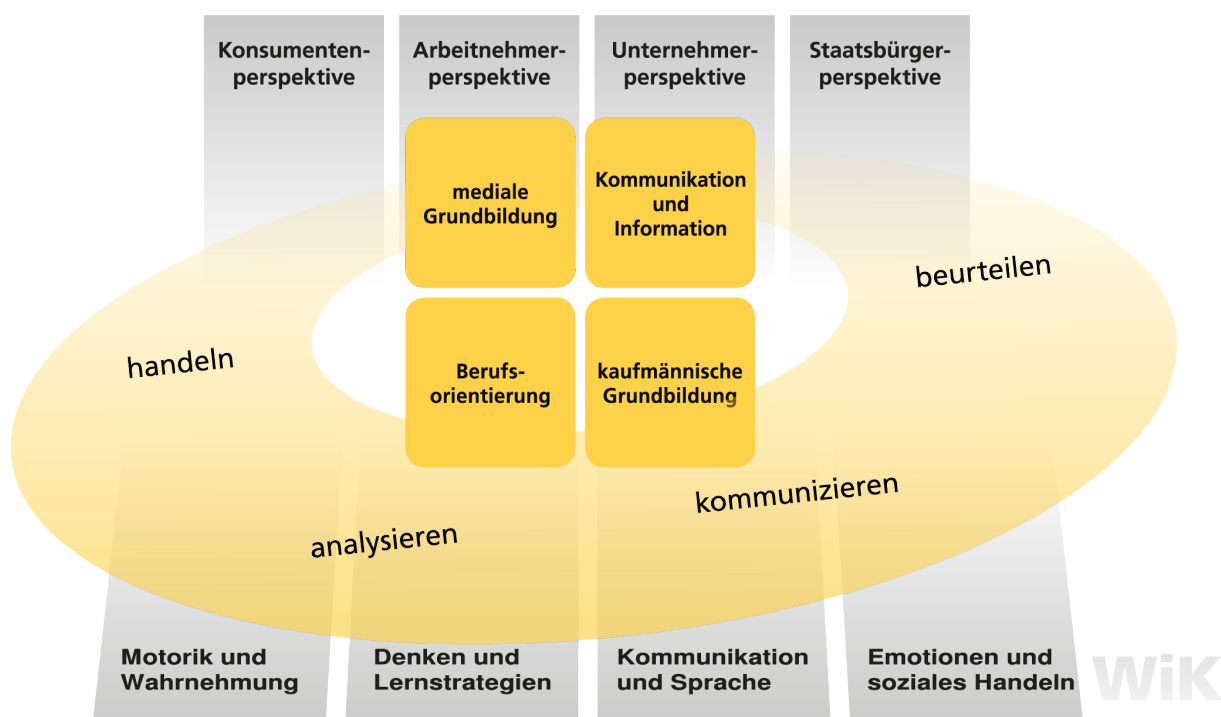 Konsumenten-
perspektive
Arbeitnehmer-
perspektive
Unternehmer-
perspektive
Staatsbürger-
perspektive
mediale
Grundbildung
Kommunikation
und
Information
Berufs-
orientierung
kaufmännische
Grundbildung
beurteilen
handeln
kommunizieren
analysieren
Motorik und
Wahrnehmung
Denken und
Lernstrategien
Kommunikation
und Sprache
Emotionen und
soziales Handeln
WiK